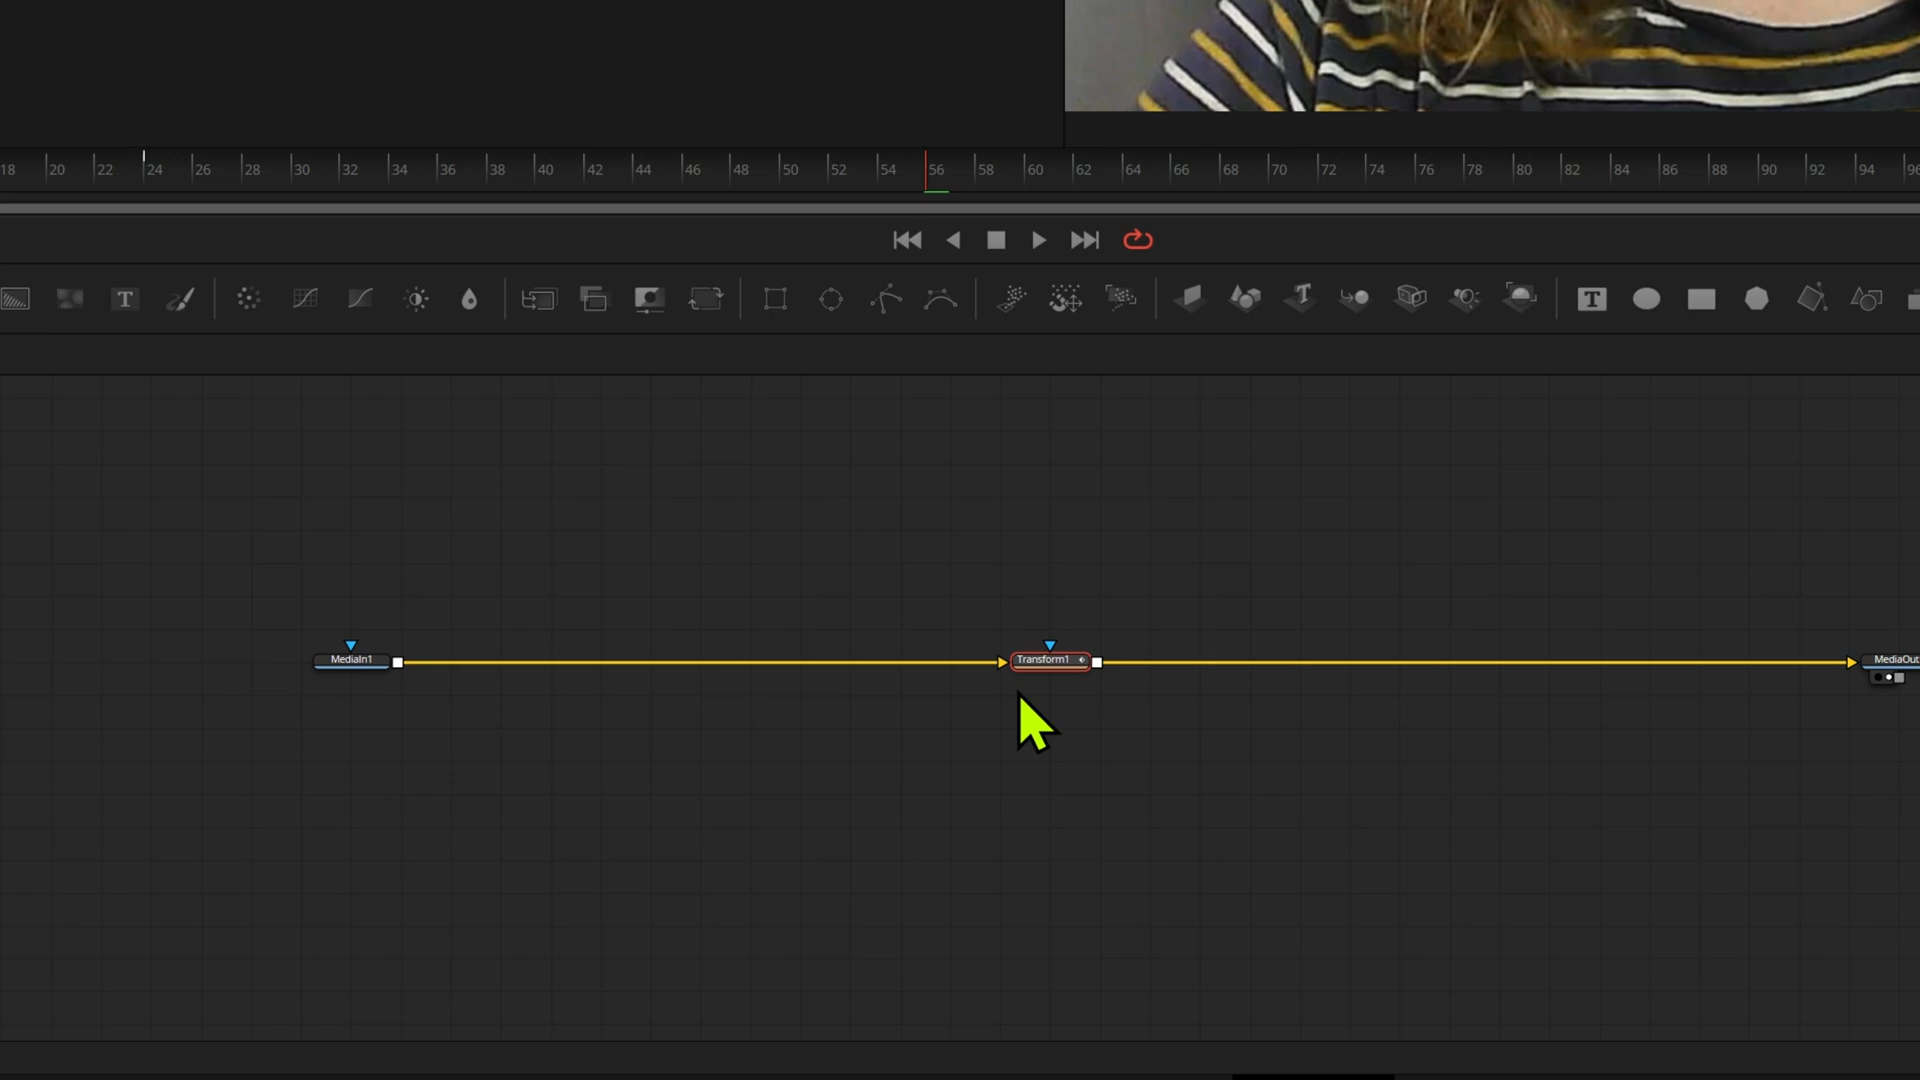 18 20 22 24 26 28 30 32 34 36 38 40 42 44 46 48 50 52 54 56 58 60 62 64 66 68 70 72 74 76 78 80 82 84 86 88 90 92 94 96
T T
MediaIn1 Transform1 MediaOut